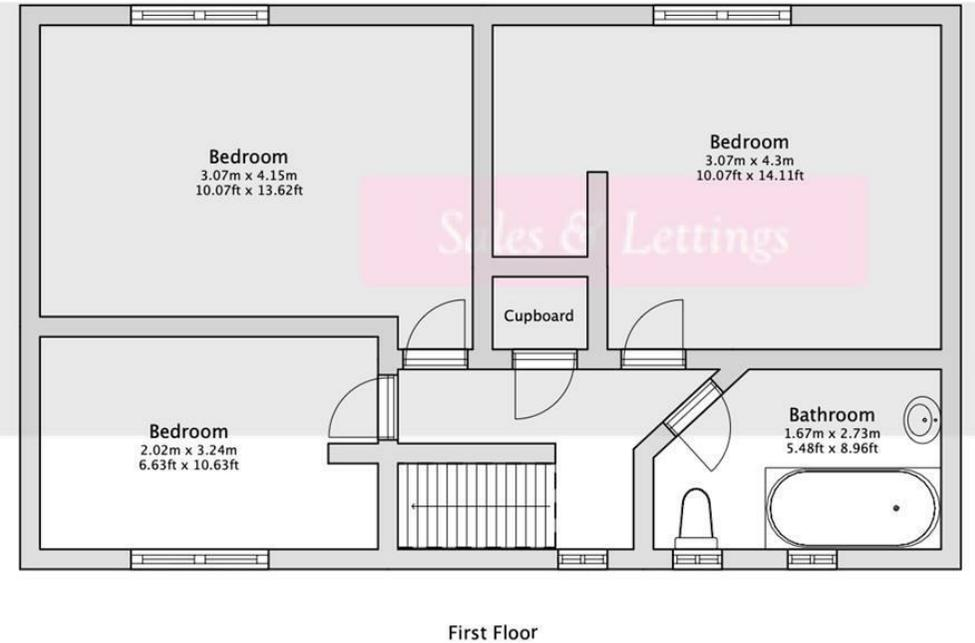 Bedroom
3.07m x 4.15m
10.07ft x 13.62ft
Bedroom
3.07m x 4.3m
10.07ft x 14.11ft
Sales & Lettings
Cupboard
Bedroom
2.02m x 3.24m
6.63ft x 10.63ft
Bathroom
1.67m x 2.73m
5.48ft x 8.96ft
First Floor